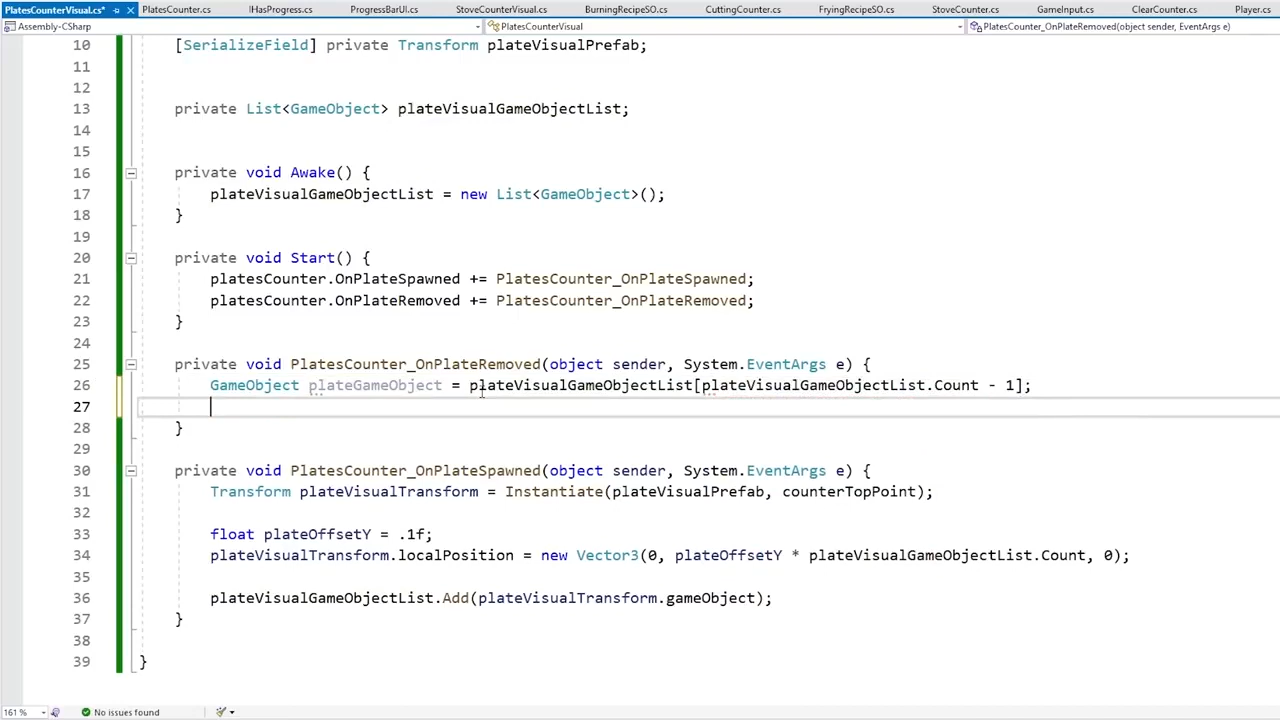 PlatesCounterVisual.cs* PlatesCounter.cs IHasProgress.cs ProgressBarUI.cs StoveCounterVisual.cs BurningRecipeSO.cs CuttingCounter.cs FryingRecipeSO.cs StoveCounter.cs GameInput.cs ClearCounter.cs Player.cs
Assembly-CSharp PlatesCounterVisual PlatesCounter_OnPlateRemoved(object sender, EventArgs e)
10 [SerializeField] private Transform plateVisualPrefab;
11
12
13 private List<GameObject> plateVisualGameObjectList;
14
15
16 private void Awake() {
17 plateVisualGameObjectList = new List<GameObject>();
18 }
19
20 private void Start() {
21 platesCounter.OnPlateSpawned += PlatesCounter_OnPlateSpawned;
22 platesCounter.OnPlateRemoved += PlatesCounter_OnPlateRemoved;
23 }
24
25 private void PlatesCounter_OnPlateRemoved(object sender, System.EventArgs e) {
26 GameObject plateGameObject = plateVisualGameObjectList[plateVisualGameObjectList.Count - 1];
27
28 }
29
30 private void PlatesCounter_OnPlateSpawned(object sender, System.EventArgs e) {
31 Transform plateVisualTransform = Instantiate(plateVisualPrefab, counterTopPoint);
32
33 float plateOffsetY = .1f;
34 plateVisualTransform.localPosition = new Vector3(0, plateOffsetY * plateVisualGameObjectList.Count, 0);
35
36 plateVisualGameObjectList.Add(plateVisualTransform.gameObject);
37 }
38
39 }
161 % No issues found